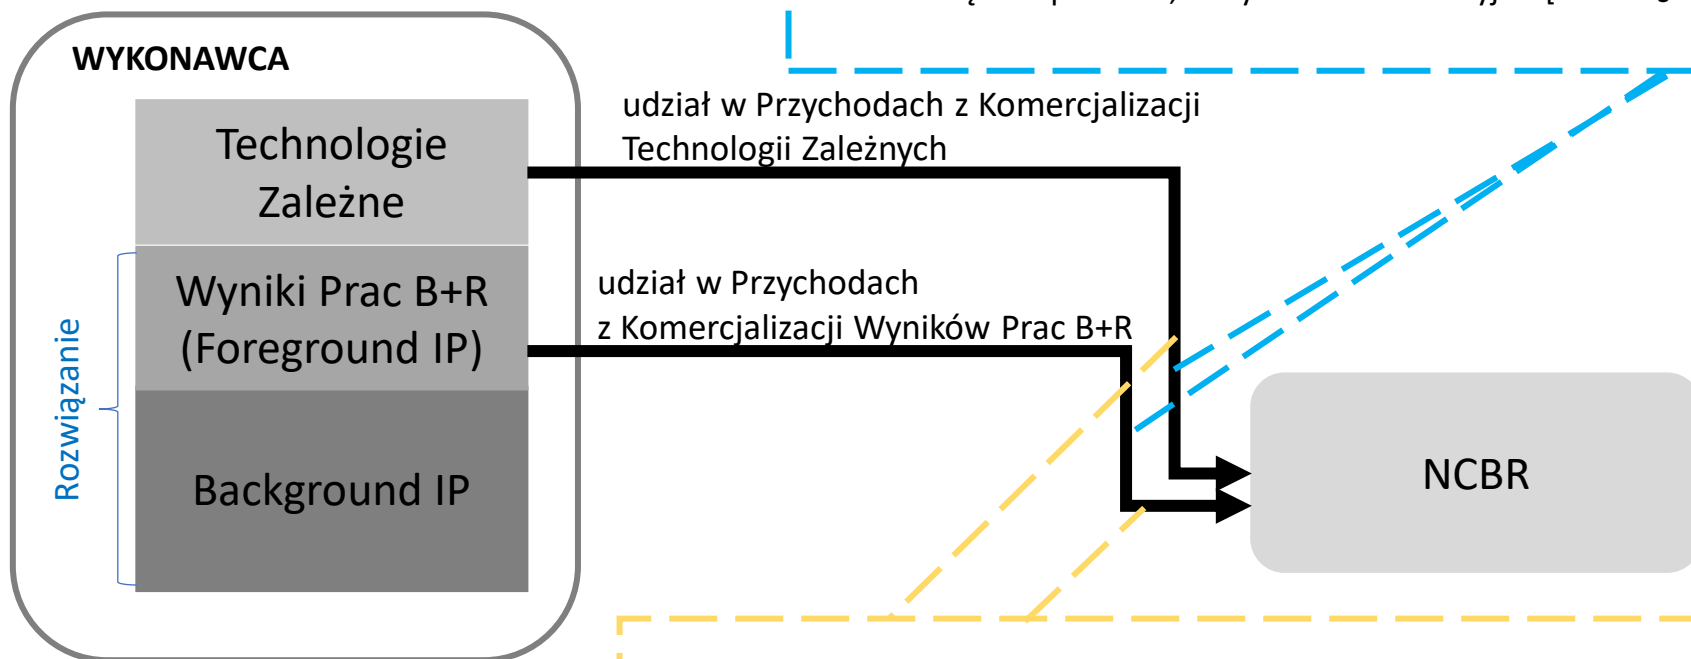 WYKONAWCA
udział w Przychodach z Komercjalizacji
Technologii Zależnych
Technologie
Zależne
Wyniki Prac B+R
(Foreground IP)
udział w Przychodach
z Komercjalizacji Wyników Prac B+R
Rozwiązanie
Background IP
NCBR